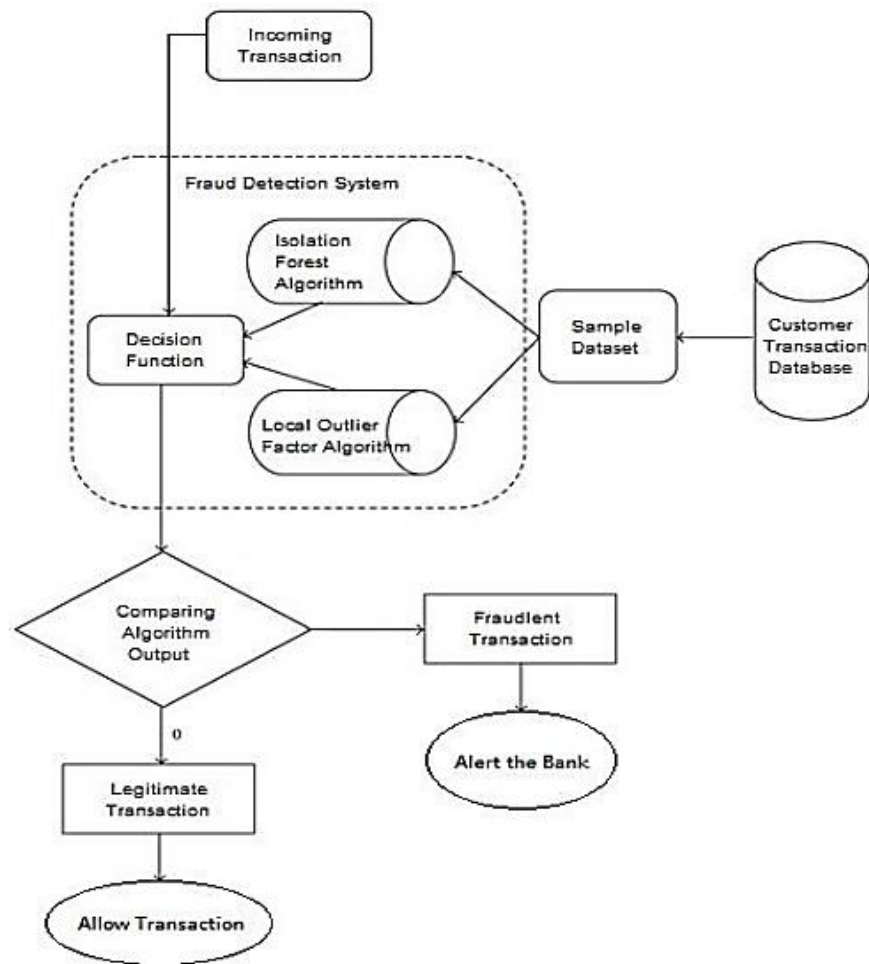 Incoming
Transaction
Fraud Detection System
Isolation
Forest
Algorithm
Decision
Function
Sample
Dataset
Customer
Transaction
Database
Local Outlier
Factor Algorithm
Comparing
Algorithm
Output
Fraudlent
Transaction
0
Alert the Bank
Legitimate
Transaction
Allow Transaction